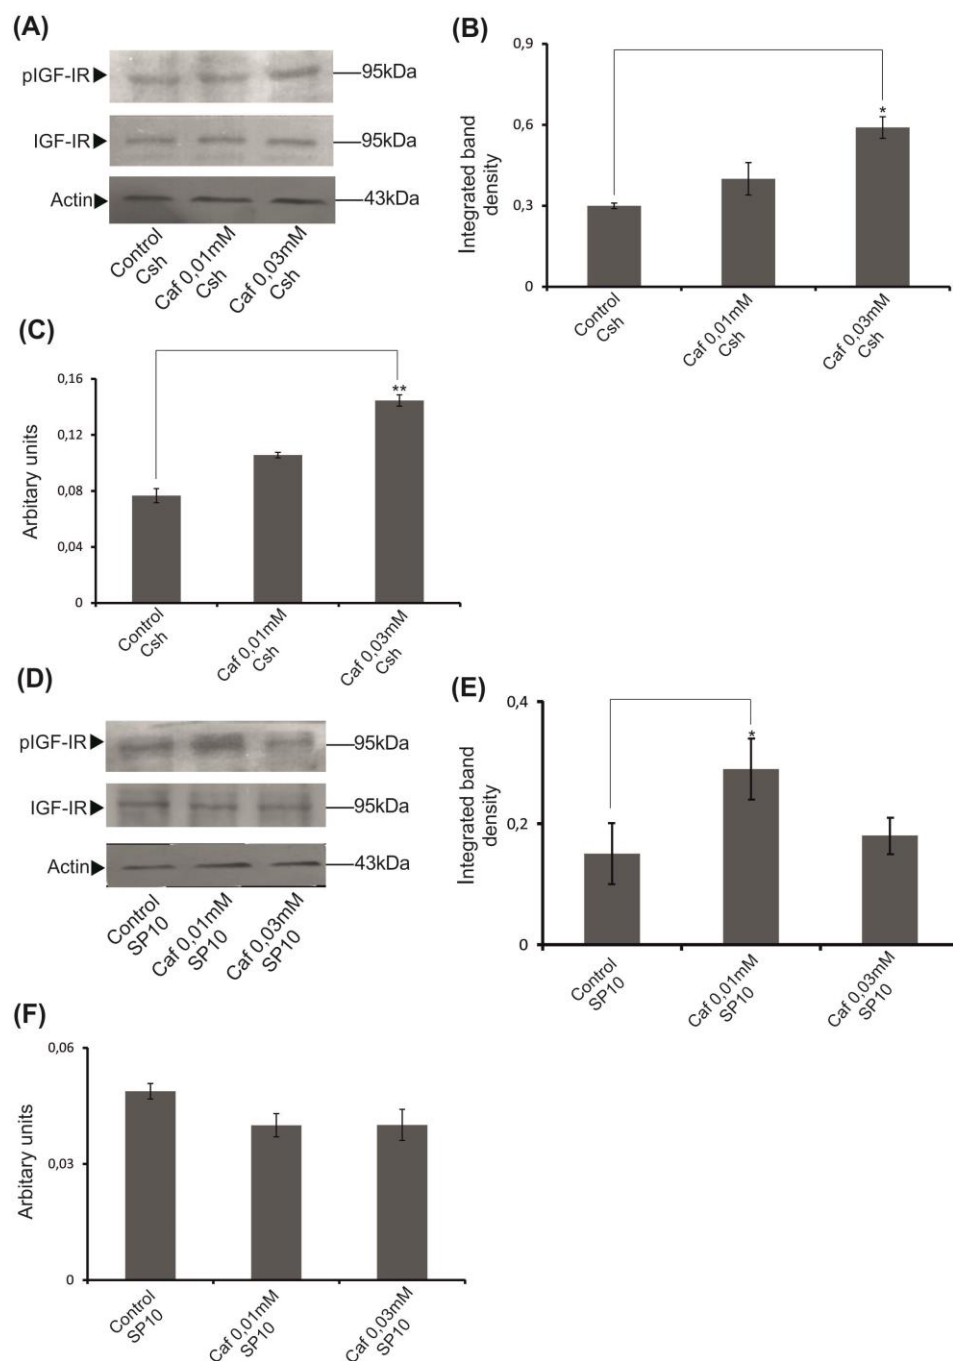 (A)
pIGF-IR
95kDa
IGF-IR
95kDa
Actin
43kDa
Control
Csh
Caf 0,01mM
Csh
Caf 0,03mM
Csh
(B)
Integrated band
density
0,9
0,6
0,3
0
*
Control
Csh
Caf 0,01mM
Csh
Caf 0,03mM
Csh
(C)
Arbitary units
0,16
0,12
0,08
0,04
0
**
Control
Csh
Caf 0,01mM
Csh
Caf 0,03mM
Csh
(D)
pIGF-IR
95kDa
IGF-IR
95kDa
Actin
43kDa
Control
SP10
Caf 0,01mM
SP10
Caf 0,03mM
SP10
(E)
Integrated band
density
0,4
0,2
0
*
Control
SP10
Caf 0,01mM
SP10
Caf 0,03mM
SP10
(F)
Arbitary units
0,06
0,03
0
Control
SP10
Caf 0,01mM
SP10
Caf 0,03mM
SP10